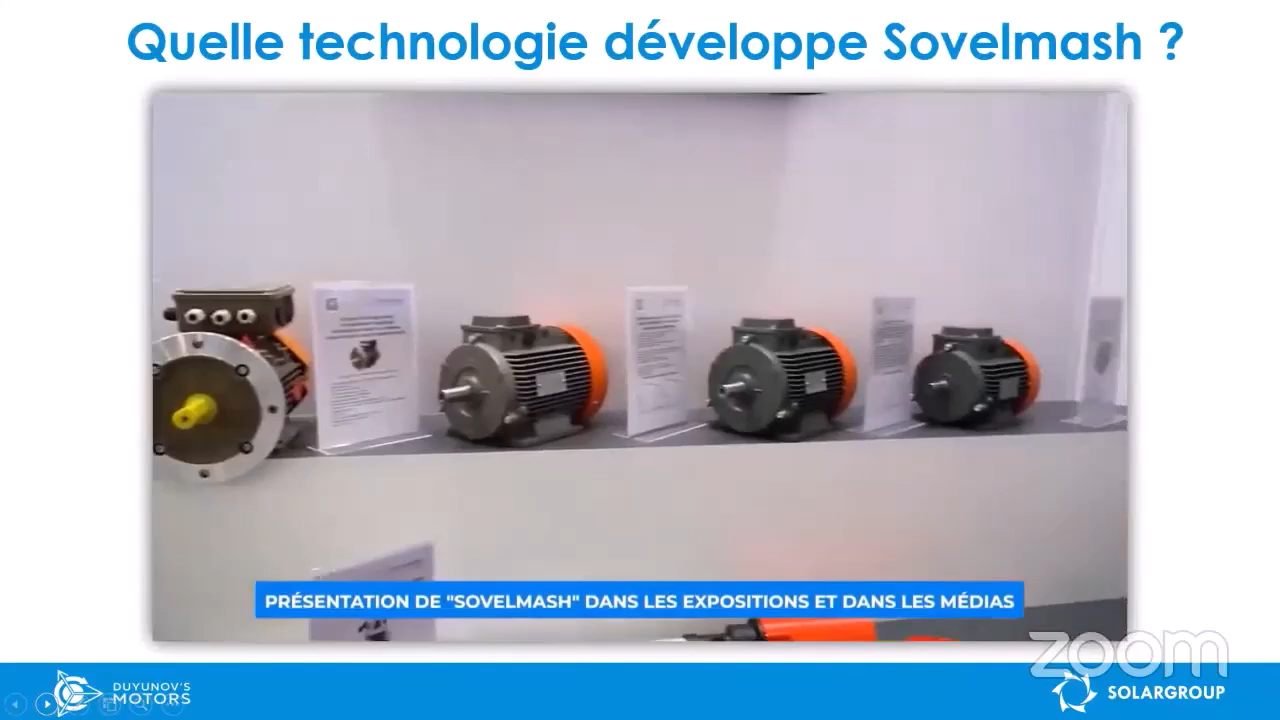 Quelle technologie développe Sovelmash ?
PRÉSENTATION DE "SOVELMASH" DANS LES EXPOSITIONS ET DANS LES MÉDIAS
zoom
DUYUNOV'S
MOTORS
SOLARGROUP